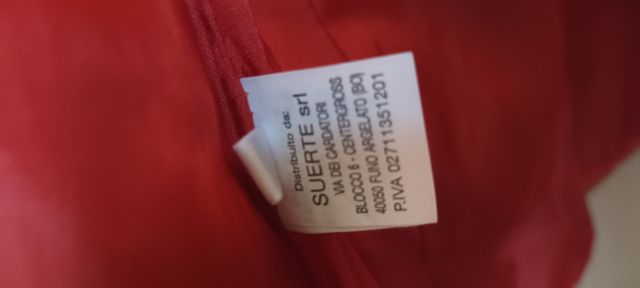 Distribuito da:
SUERTE srl
VIA DEI CARDATORI
BLOCCO 6 - CENTERGROSS
40050 FUNO ARGELATO (BO)
P.IVA 02711351201